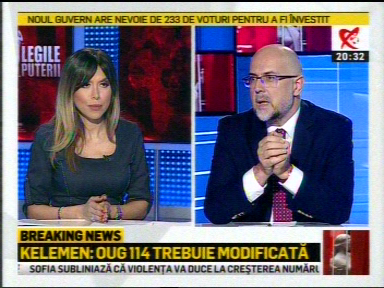 NOUL GUVERN ARE NEVOIE DE 233 DE VOTURI PENTRU A FI ÎNVESTIT
LEGILE
PUTERII
20:32
BREAKING NEWS
KELEMEN: OUG 114 TREBUIE MODIFICATĂ
SOFIA SUBLINIAZĂ CĂ VIOLENȚA VA DUCE LA CREȘTEREA NUMĂRU